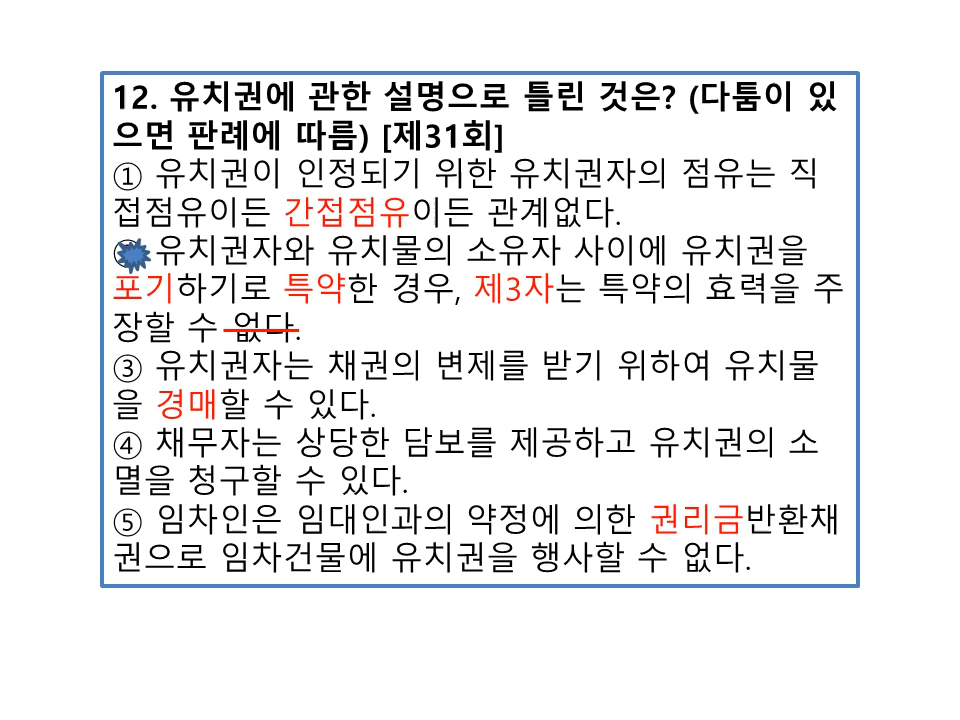 12. 유치권에 관한 설명으로 틀린 것은? (다툼이 있
으면 판례에 따름) [제31회]
① 유치권이 인정되기 위한 유치권자의 점유는 직
접점유이든 간접점유이든 관계없다.
② 유치권자와 유치물의 소유자 사이에 유치권을
포기하기로 특약한 경우, 제3자는 특약의 효력을 주
장할 수 없다.
③ 유치권자는 채권의 변제를 받기 위하여 유치물
을 경매할 수 있다.
④ 채무자는 상당한 담보를 제공하고 유치권의 소
멸을 청구할 수 있다.
⑤ 임차인은 임대인과의 약정에 의한 권리금반환채
권으로 임차건물에 유치권을 행사할 수 없다.